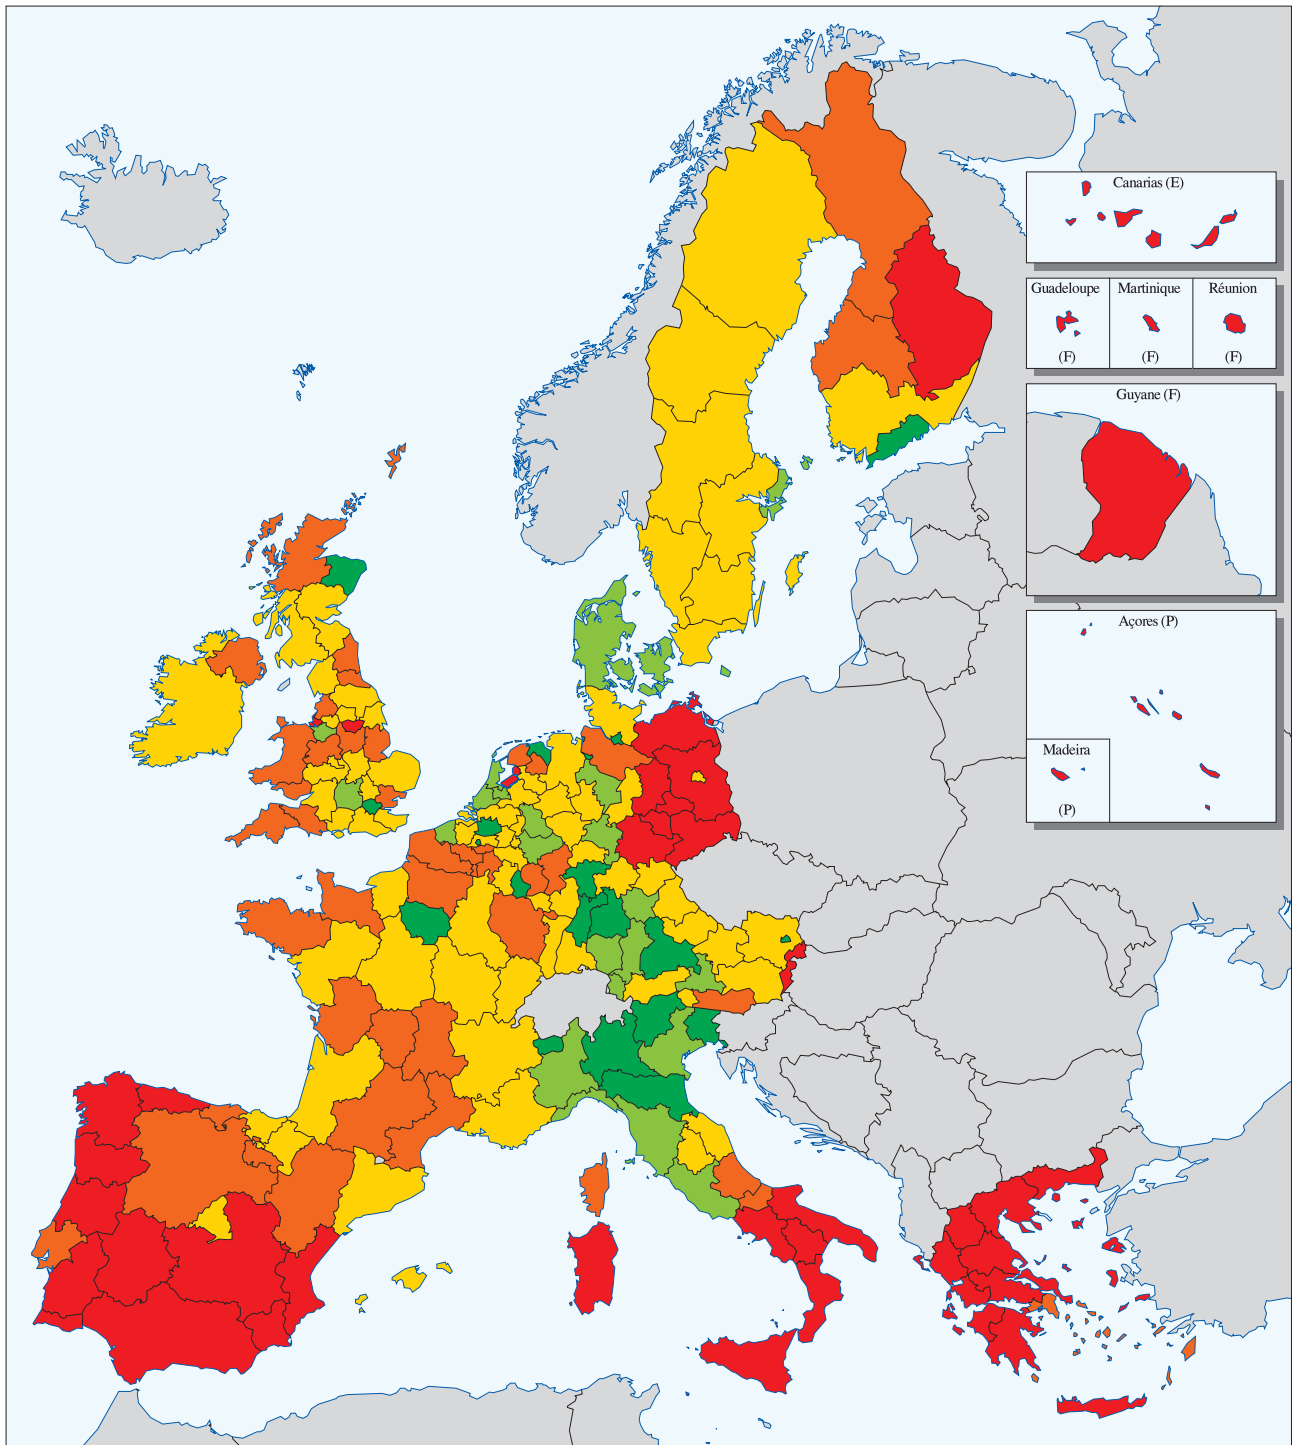 Canarias (E)
Guadeloupe
Martinique
Réunion
(F)
(F)
(F)
Guyane (F)
Açores (P)
Madeira
(P)